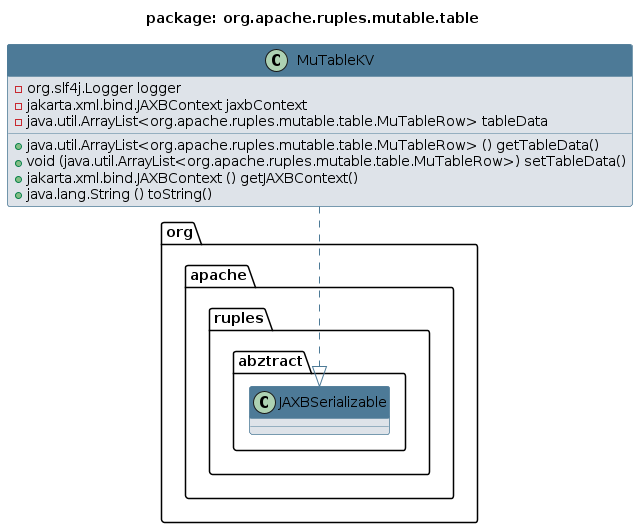 package: org.apache.ruples.mutable.table
C MuTableKV
org.slf4j.Logger logger
jakarta.xml.bind.JAXBContext jaxbContext
java.util.ArrayList<org.apache.ruples.mutable.table.MuTableRow> tableData
java.util.ArrayList<org.apache.ruples.mutable.table.MuTableRow> () getTableData()
void (java.util.ArrayList<org.apache.ruples.mutable.table.MuTableRow>) setTableData()
jakarta.xml.bind.JAXBContext () getJAXBContext()
java.lang.String () toString()
org
apache
ruples
abztract
C JAXBSerializable